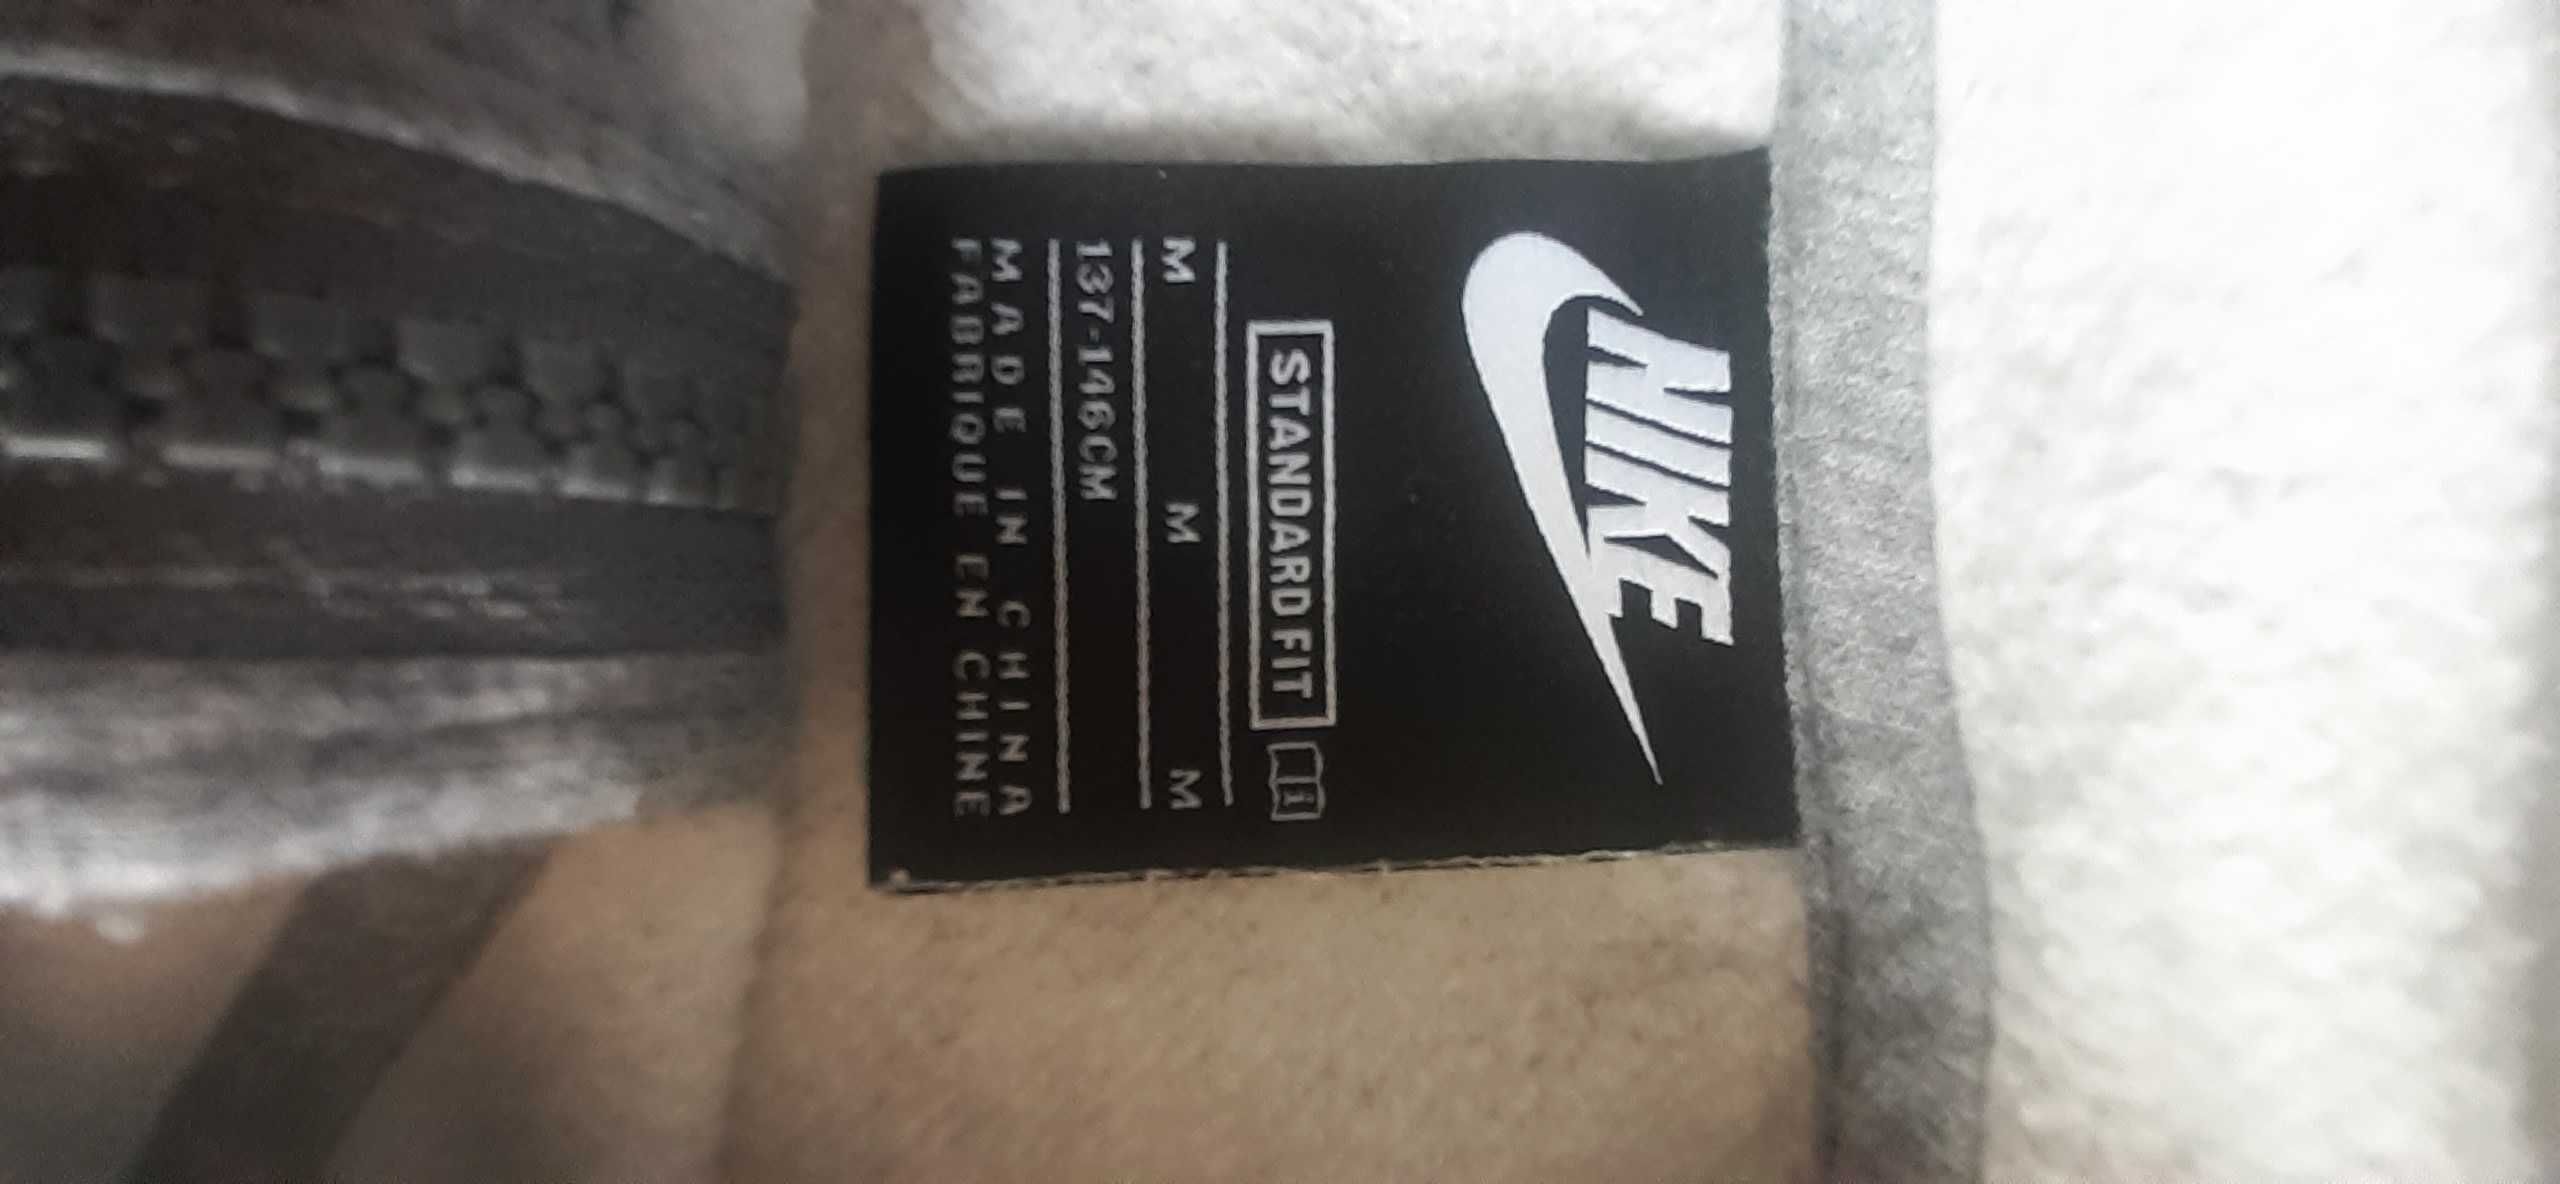 NIKE
STANDARD FIT i
M M M
137-146CM
MADE IN CHINA
FABRIQUE EN CHINE